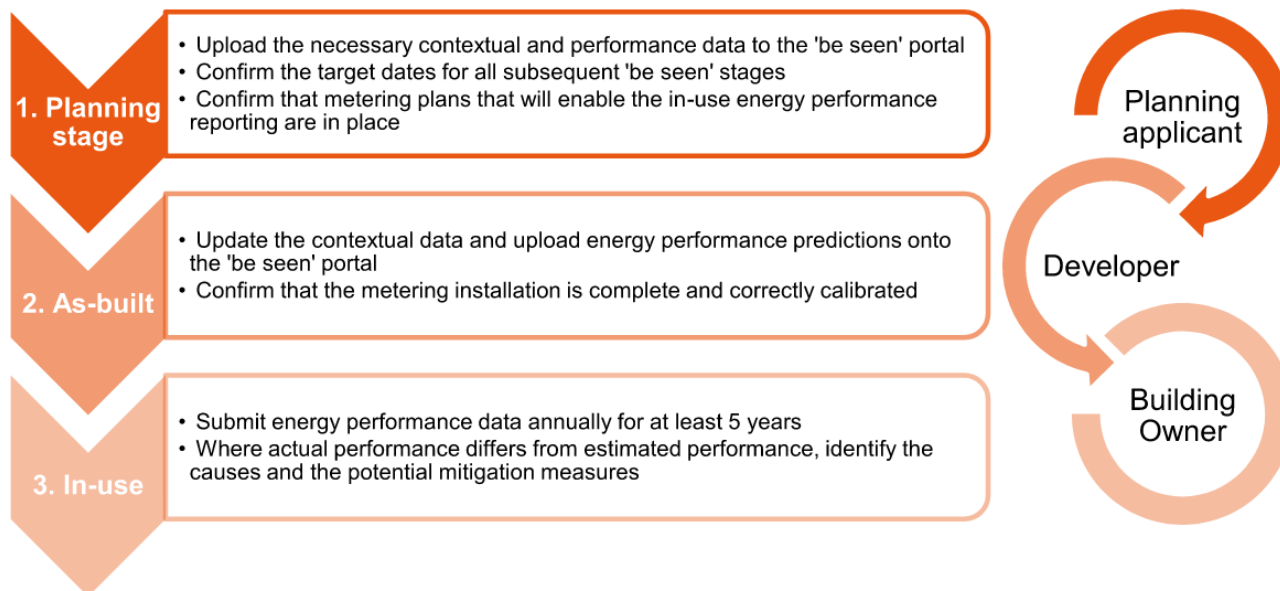 1. Planning
stage
• Upload the necessary contextual and performance data to the 'be seen' portal
• Confirm the target dates for all subsequent 'be seen' stages
• Confirm that metering plans that will enable the in-use energy performance
reporting are in place
Planning
applicant
2. As-built
• Update the contextual data and upload energy performance predictions onto
the 'be seen' portal
• Confirm that the metering installation is complete and correctly calibrated
Developer
3. In-use
• Submit energy performance data annually for at least 5 years
• Where actual performance differs from estimated performance, identify the
causes and the potential mitigation measures
Building
Owner